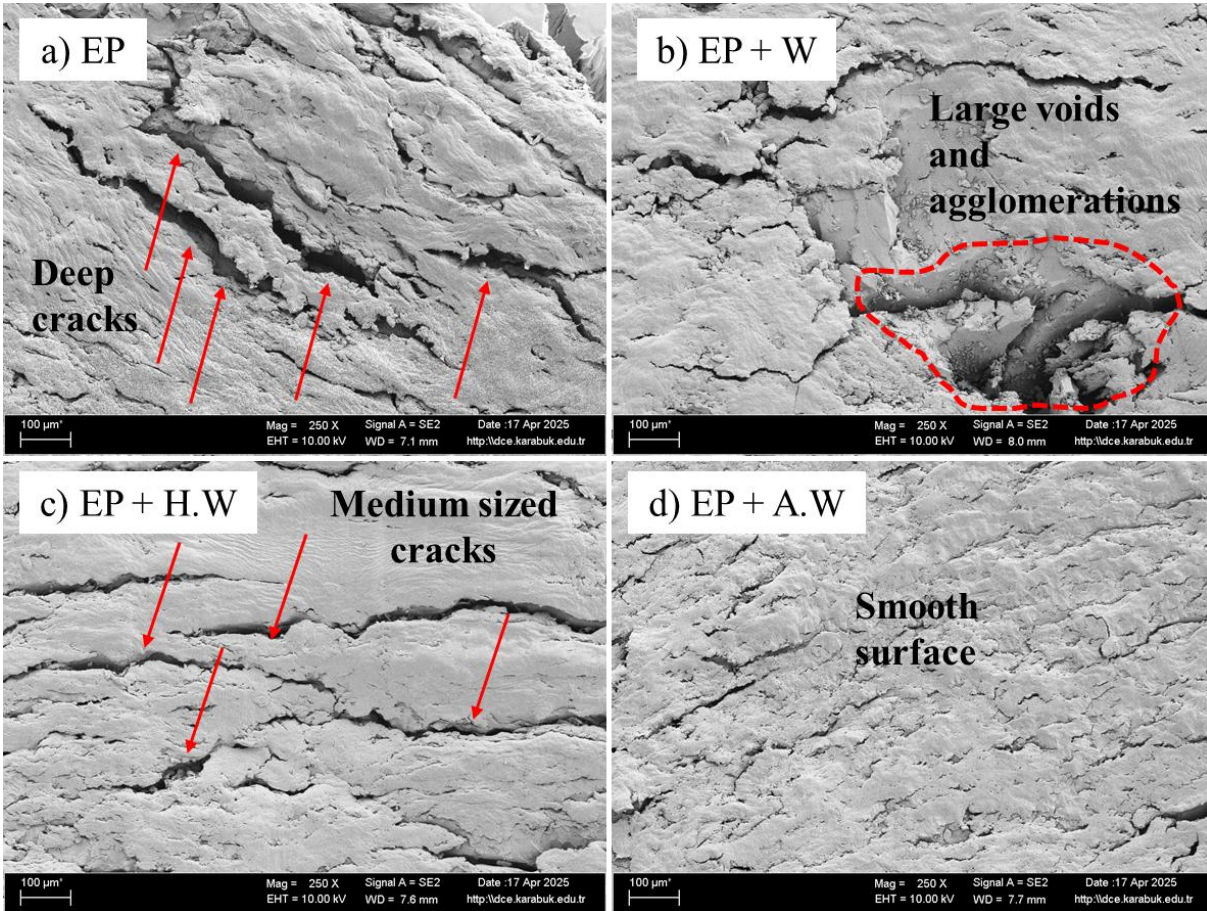 a) EP
Deep
cracks
100 µm*
Mag = 250 X Signal A = SE2 Date :17 Apr 2025
EHT = 10.00 kV WD = 7.1 mm http:\\dce.karabuk.edu.tr
b) EP + W
Large voids
and
agglomerations
100 µm*
Mag = 250 X Signal A = SE2 Date :17 Apr 2025
EHT = 10.00 kV WD = 8.0 mm http:\\dce.karabuk.edu.tr
c) EP + H.W
Medium sized
cracks
100 µm*
Mag = 250 X Signal A = SE2 Date :17 Apr 2025
EHT = 10.00 kV WD = 7.6 mm http:\\dce.karabuk.edu.tr
d) EP + A.W
Smooth
surface
100 µm*
Mag = 250 X Signal A = SE2 Date :17 Apr 2025
EHT = 10.00 kV WD = 7.7 mm http:\\dce.karabuk.edu.tr